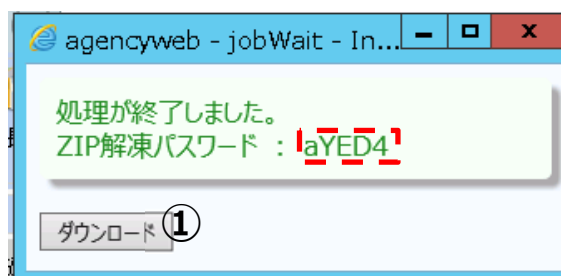 agencyweb - jobWait - In...
処理が終了しました。
ZIP解凍パスワード : aYED4
ダウンロード ①